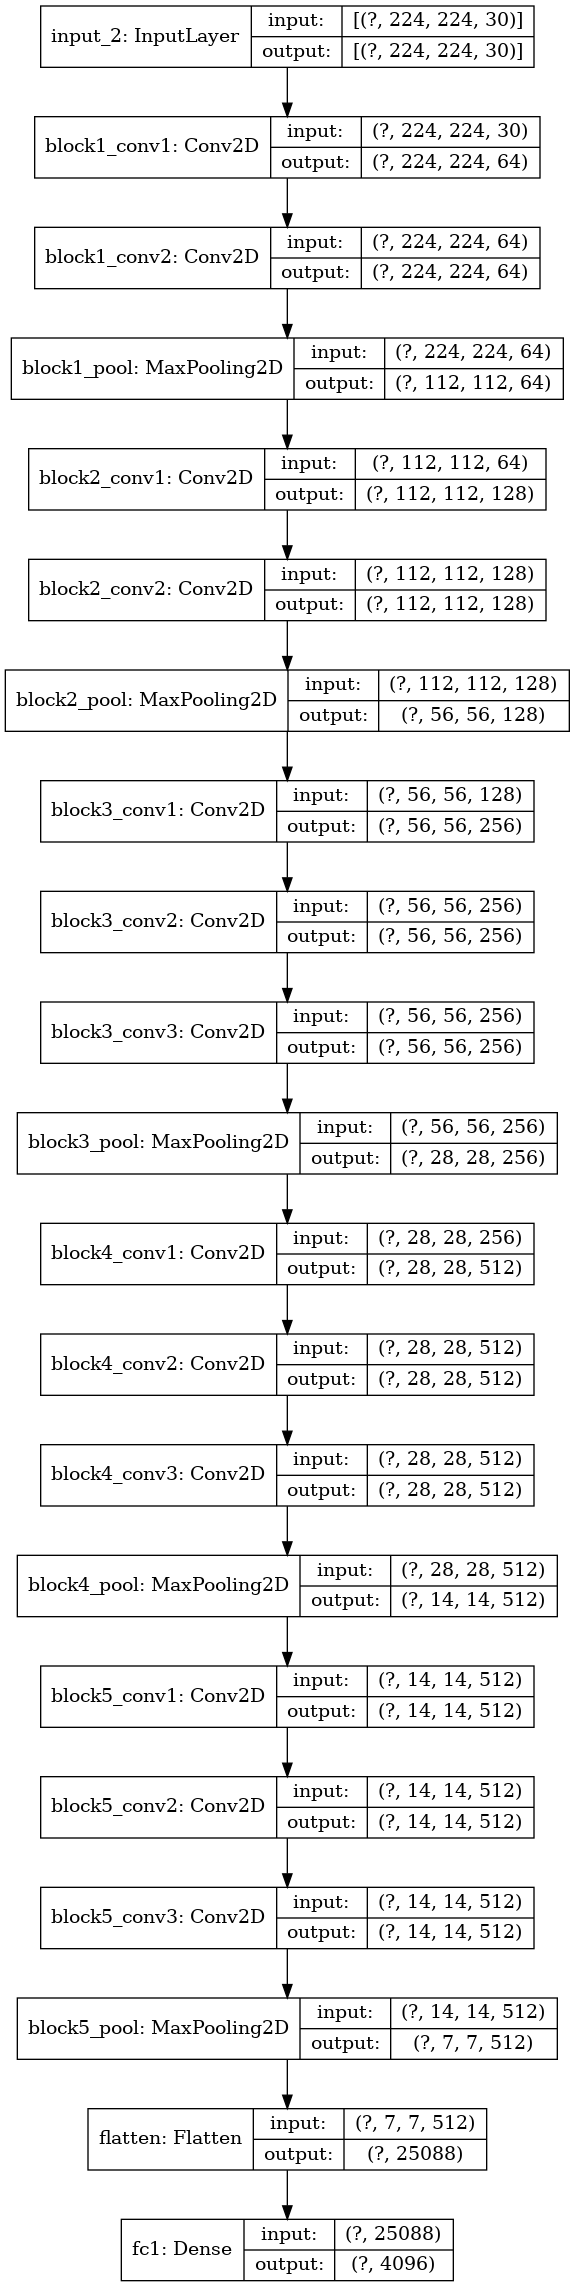 input_2: InputLayer
input: [(?, 224, 224, 30)]
output: [(?, 224, 224, 30)]
block1_conv1: Conv2D
input: (?, 224, 224, 30)
output: (?, 224, 224, 64)
block1_conv2: Conv2D
input: (?, 224, 224, 64)
output: (?, 224, 224, 64)
block1_pool: MaxPooling2D
input: (?, 224, 224, 64)
output: (?, 112, 112, 64)
block2_conv1: Conv2D
input: (?, 112, 112, 64)
output: (?, 112, 112, 128)
block2_conv2: Conv2D
input: (?, 112, 112, 128)
output: (?, 112, 112, 128)
block2_pool: MaxPooling2D
input: (?, 112, 112, 128)
output: (?, 56, 56, 128)
block3_conv1: Conv2D
input: (?, 56, 56, 128)
output: (?, 56, 56, 256)
block3_conv2: Conv2D
input: (?, 56, 56, 256)
output: (?, 56, 56, 256)
block3_conv3: Conv2D
input: (?, 56, 56, 256)
output: (?, 56, 56, 256)
block3_pool: MaxPooling2D
input: (?, 56, 56, 256)
output: (?, 28, 28, 256)
block4_conv1: Conv2D
input: (?, 28, 28, 256)
output: (?, 28, 28, 512)
block4_conv2: Conv2D
input: (?, 28, 28, 512)
output: (?, 28, 28, 512)
block4_conv3: Conv2D
input: (?, 28, 28, 512)
output: (?, 28, 28, 512)
block4_pool: MaxPooling2D
input: (?, 28, 28, 512)
output: (?, 14, 14, 512)
block5_conv1: Conv2D
input: (?, 14, 14, 512)
output: (?, 14, 14, 512)
block5_conv2: Conv2D
input: (?, 14, 14, 512)
output: (?, 14, 14, 512)
block5_conv3: Conv2D
input: (?, 14, 14, 512)
output: (?, 14, 14, 512)
block5_pool: MaxPooling2D
input: (?, 14, 14, 512)
output: (?, 7, 7, 512)
flatten: Flatten
input: (?, 7, 7, 512)
output: (?, 25088)
fc1: Dense
input: (?, 25088)
output: (?, 4096)